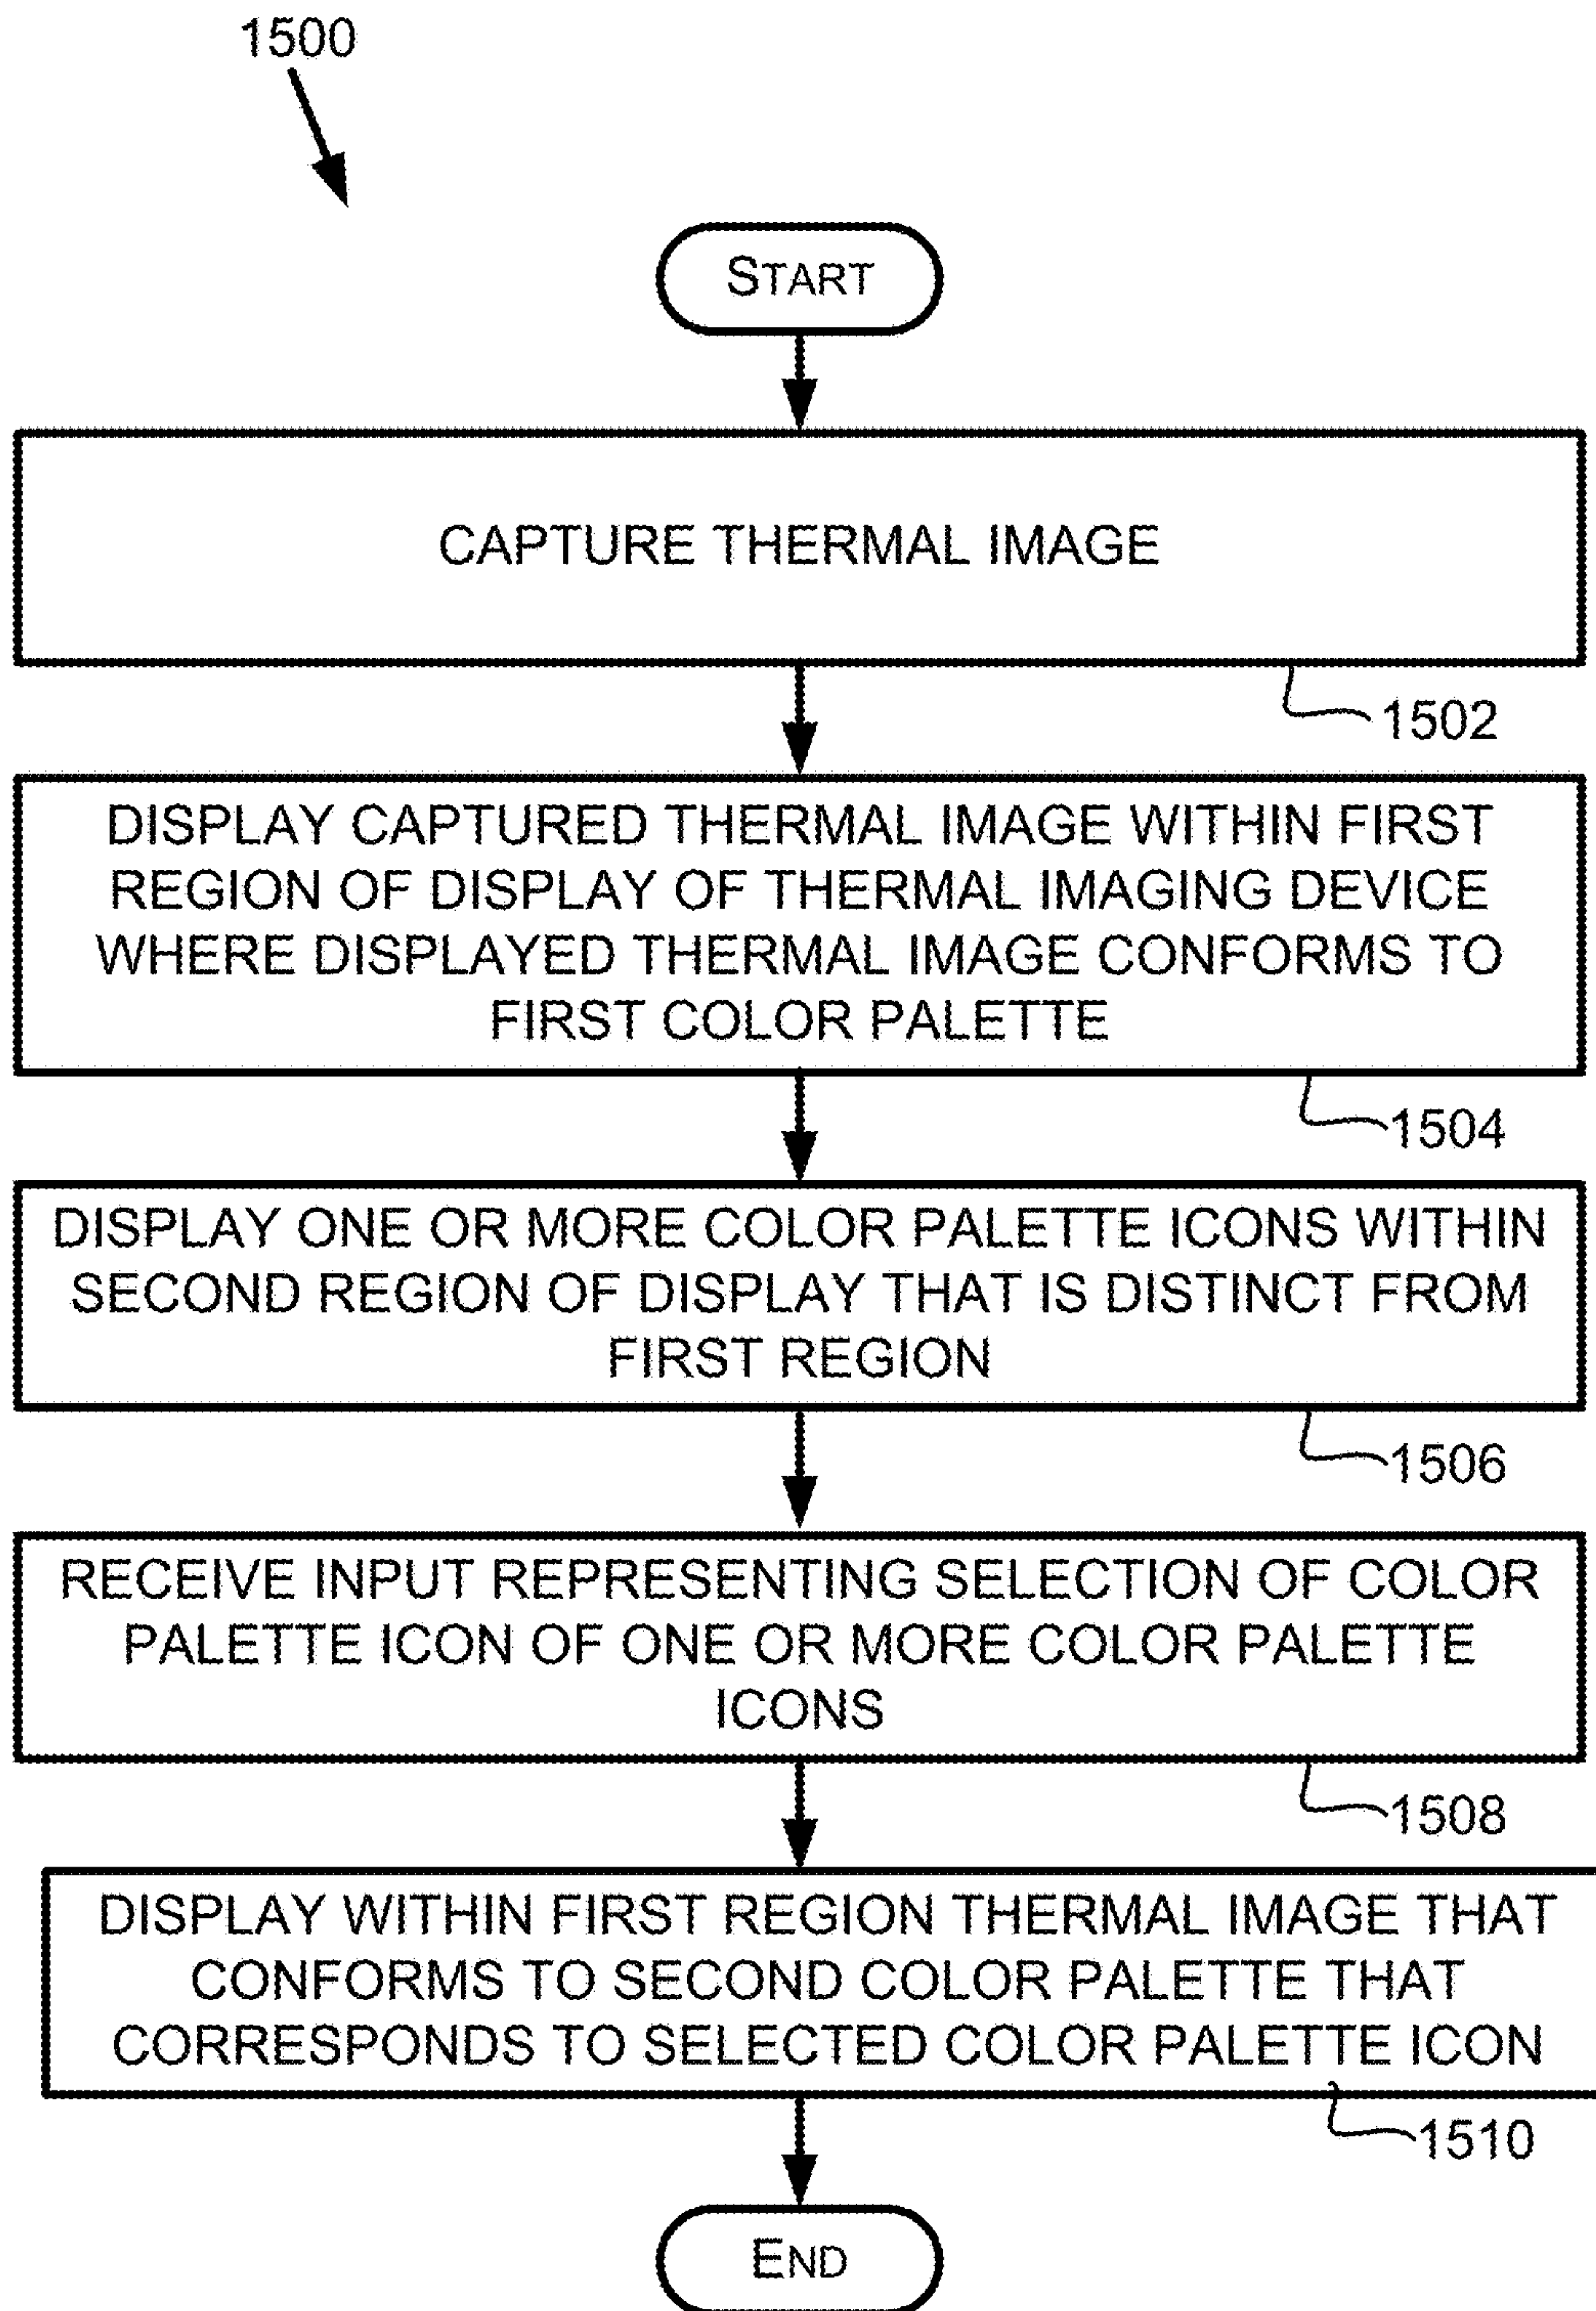 1500
START
CAPTURE THERMAL IMAGE
1502
DISPLAY CAPTURED THERMAL IMAGE WITHIN FIRST
REGION OF DISPLAY OF THERMAL IMAGING DEVICE
WHERE DISPLAYED THERMAL IMAGE CONFORMS TO
FIRST COLOR PALETTE
1504
DISPLAY ONE OR MORE COLOR PALETTE ICONS WITHIN
SECOND REGION OF DISPLAY THAT IS DISTINCT FROM
FIRST REGION
1506
RECEIVE INPUT REPRESENTING SELECTION OF COLOR
PALETTE ICON OF ONE OR MORE COLOR PALETTE
ICONS
1508
DISPLAY WITHIN FIRST REGION THERMAL IMAGE THAT
CONFORMS TO SECOND COLOR PALETTE THAT
CORRESPONDS TO SELECTED COLOR PALETTE ICON
1510
END